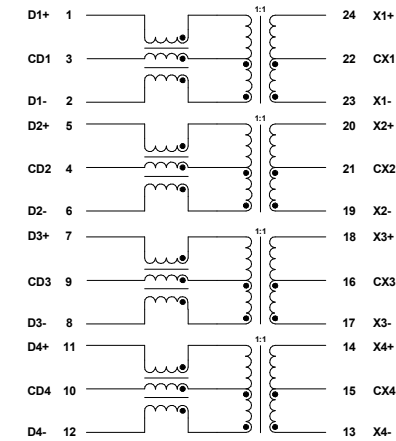 1:1
D1+ 1 24 X1+
CD1 3 22 CX1
D1- 2 23 X1-
1:1
D2+ 5 20 X2+
CD2 4 21 CX2
D2- 6 19 X2-
1:1
D3+ 7 18 X3+
CD3 9 16 CX3
D3- 8 17 X3-
1:1
D4+ 11 14 X4+
CD4 10 15 CX4
D4- 12 13 X4-